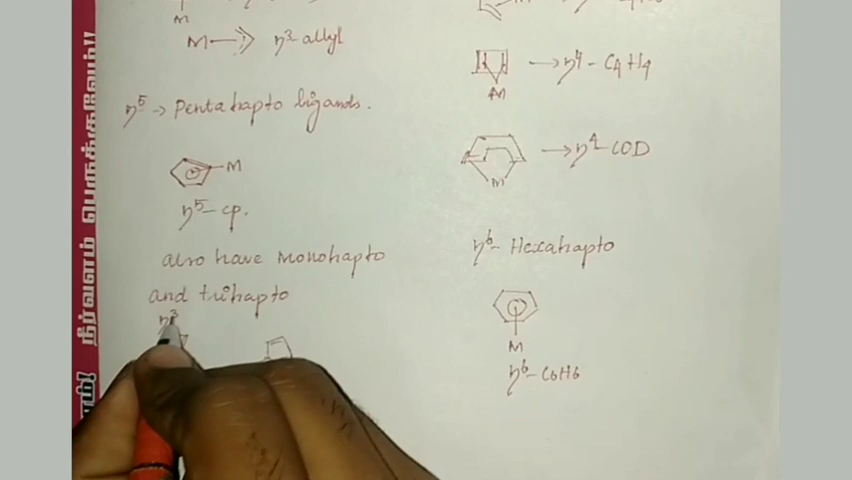 M
M → η3 allyl
η5 → Pentahapto ligands.
M
η5- cp.
also have Monohapto
and trihapto
η3
→ η4 - C4H4
M
→ η4 - COD
M
η6- Hexahapto
M
η6- C6H6
நீர்வளம் பெருக்குவோம்!!